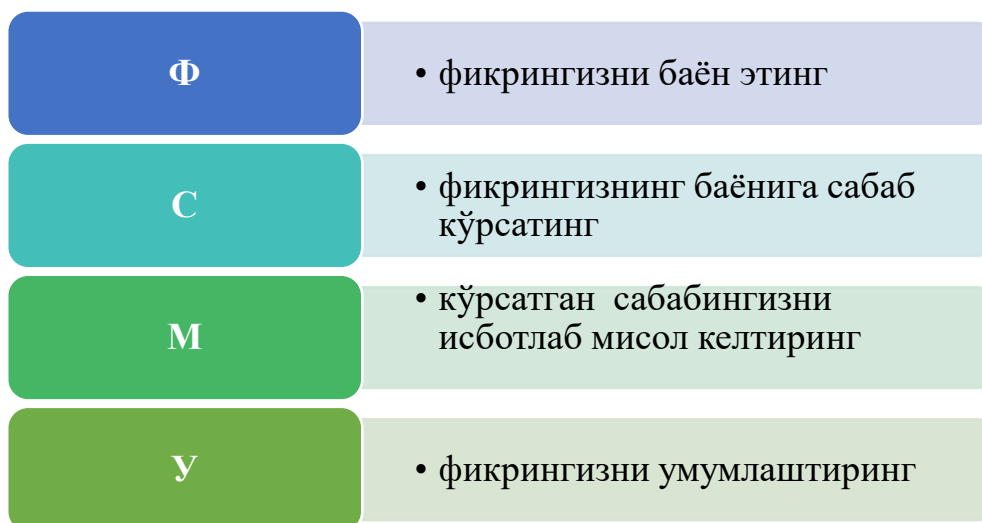 Ф
• фикрингизни баён этинг
С
• фикрингизнинг баёнига сабаб
кўрсатинг
М
• кўрсатган сабабингизни
исботлаб мисол келтиринг
У
• фикрингизни умумлаштиринг